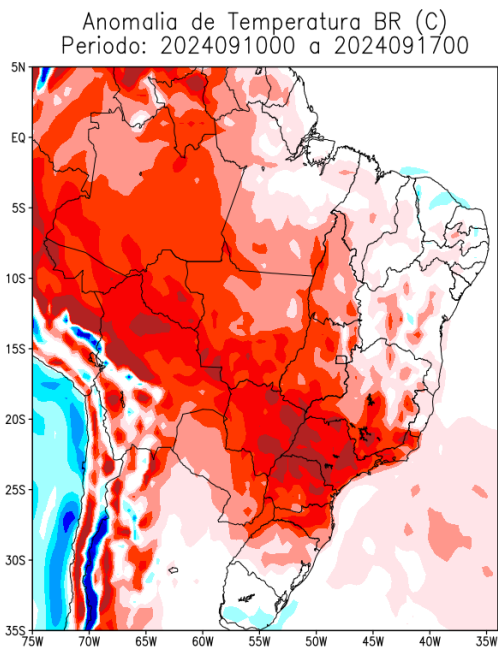 Anomalia de Temperatura BR (C)
Periodo: 2024091000 a 2024091700
5N
EQ
5S
10S
15S
20S
25S
30S
35S
75W 70W 65W 60W 55W 50W 45W 40W 35W